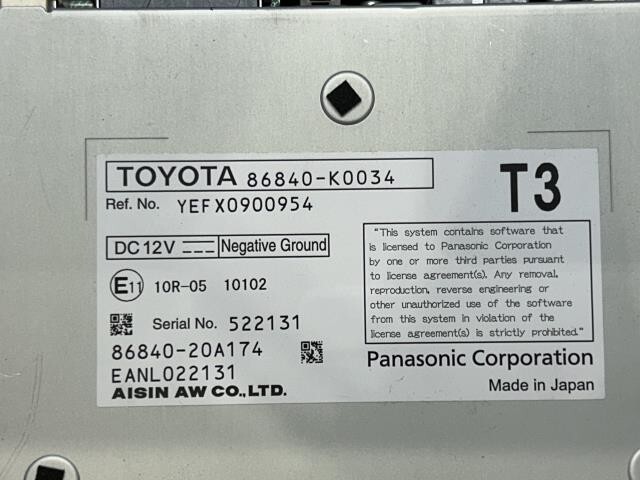 TOYOTA 86840-K0034
T3
Ref. No. YEFX0900954
DC12V Negative Ground
E11 10R-05 10102
Serial No. 522131
86840-20A174
EANL022131
AISIN AW CO.,LTD.
"This system contains software that
is licensed to Panasonic Corporation
by one or more third parties pursuant
to license agreement(s). Any removal,
reproduction, reverse engineering or
other unauthorized use of the software
from this system in violation of the
license agreement(s) is strictly prohibited."
Panasonic Corporation
Made in Japan